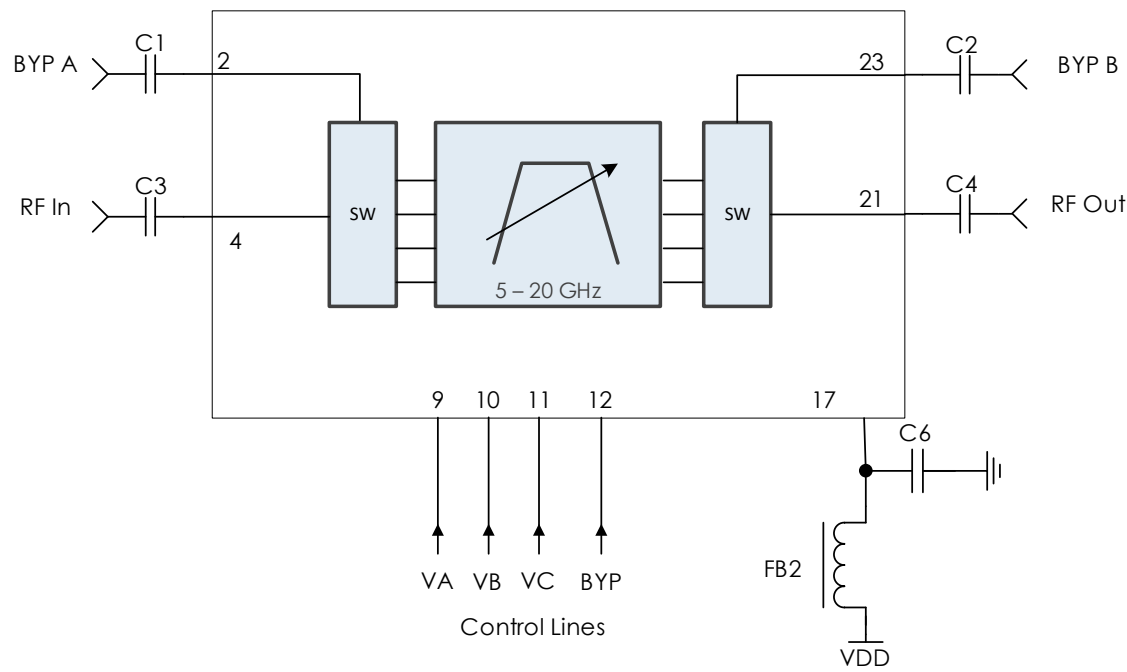 C1
C2
BYP A
2
23
BYP B
C3
C4
RF In
SW
SW
21
RF Out
4
5 – 20 GHz
9 10 11 12 17
C6
FB2
VA VB VC BYP
Control Lines
VDD